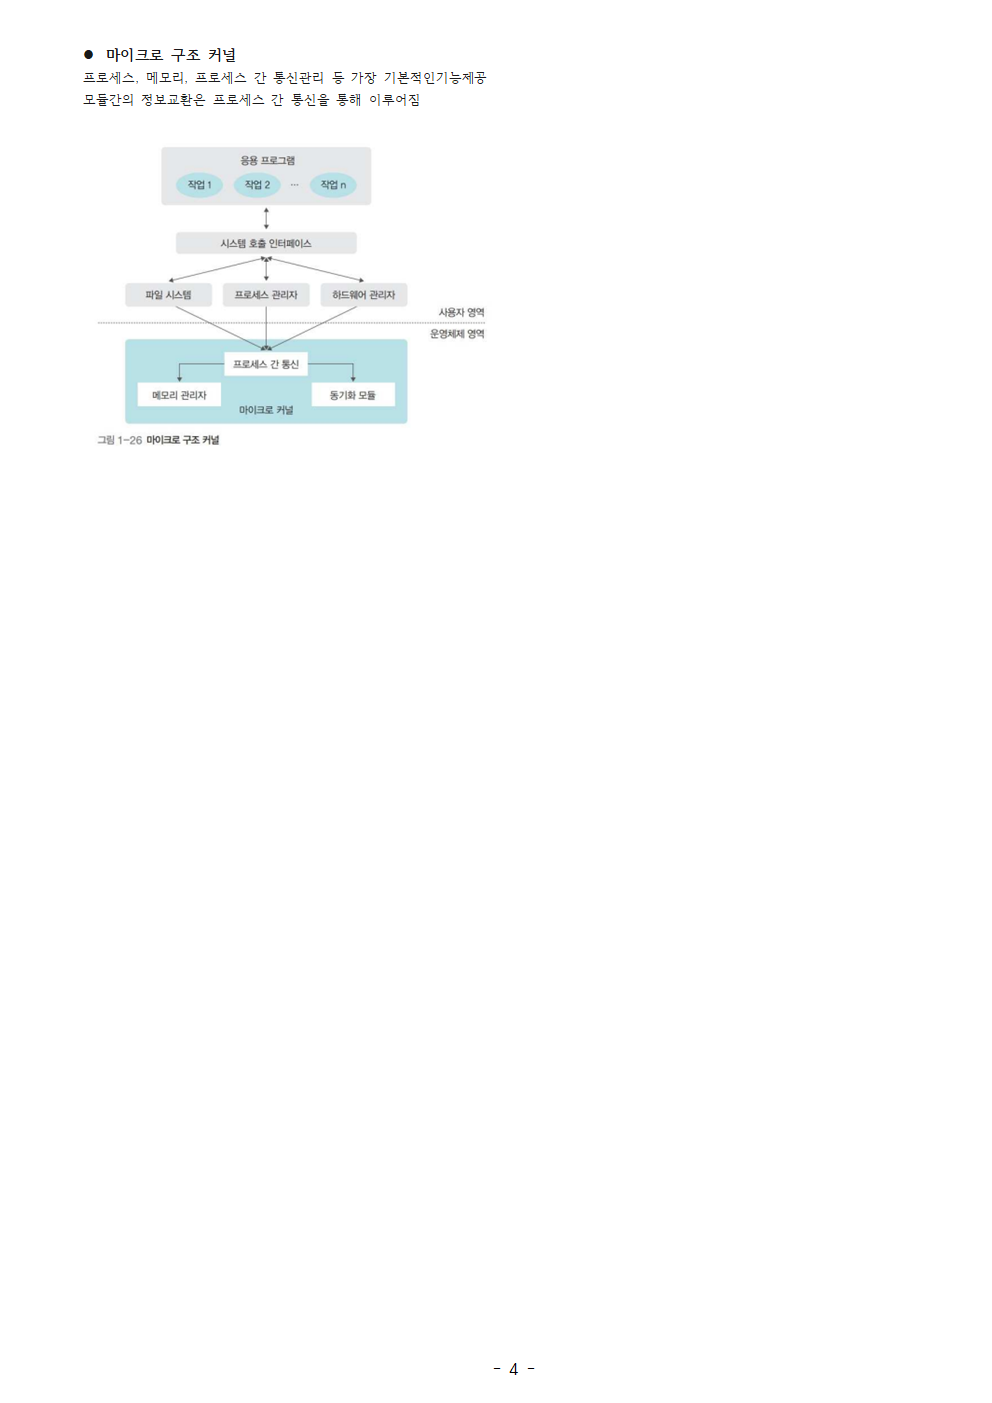 ● 마이크로 구조 커널
프로세스, 메모리, 프로세스 간 통신관리 등 가장 기본적인기능제공
모듈간의 정보교환은 프로세스 간 통신을 통해 이루어짐
응용 프로그램
작업 1 작업 2 ··· 작업 n
시스템 호출 인터페이스
파일 시스템 프로세스 관리자 하드웨어 관리자
사용자 영역
운영체제 영역
프로세스 간 통신
메모리 관리자 동기화 모듈
마이크로 커널
그림 1-26 마이크로 구조 커널
- 4 -